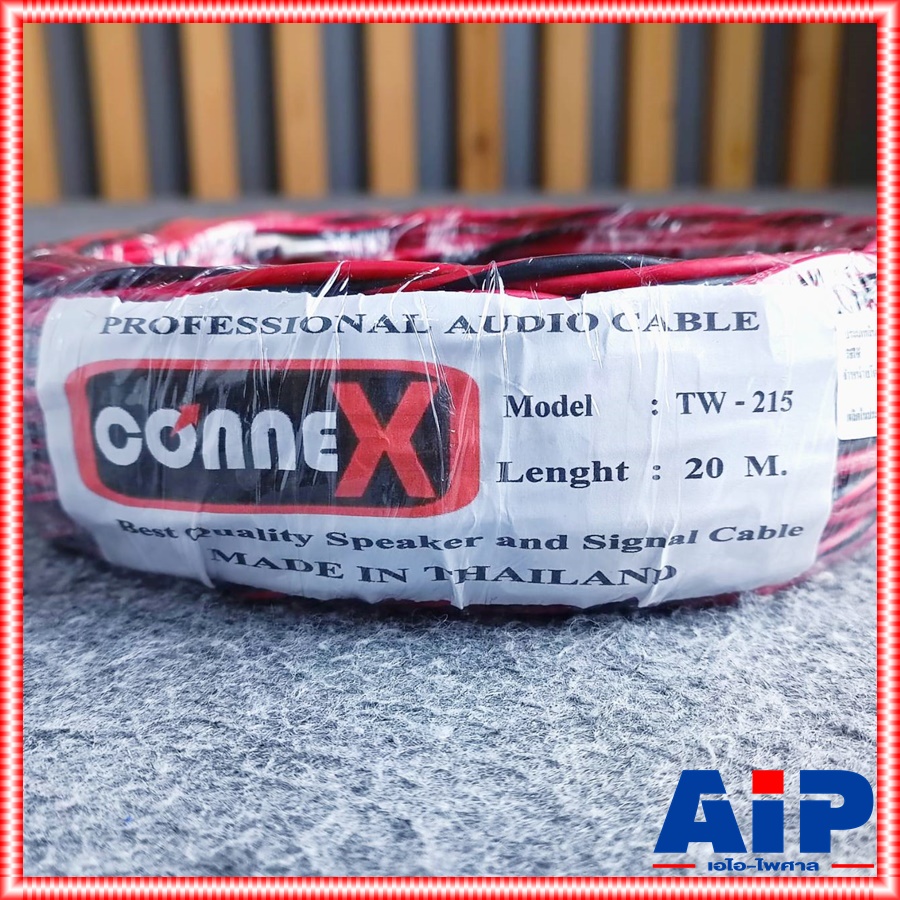 PROFESSIONAL AUDIO CABLE
CONNEX
Model : TW - 215
Lenght : 20 M.
Best Quality Speaker and Signal Cable
MADE IN THAILAND
AiP
เอไอ-ไพศาล